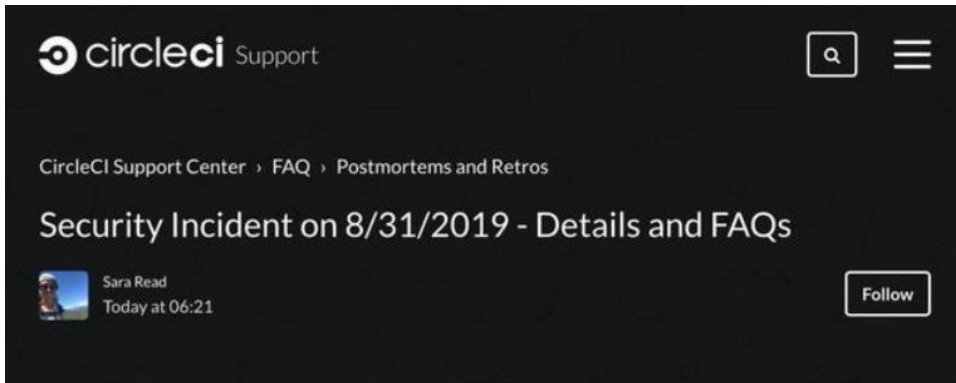 circleci Support
CircleCI Support Center › FAQ › Postmortems and Retros
Security Incident on 8/31/2019 - Details and FAQs
Sara Read
Today at 06:21
Follow